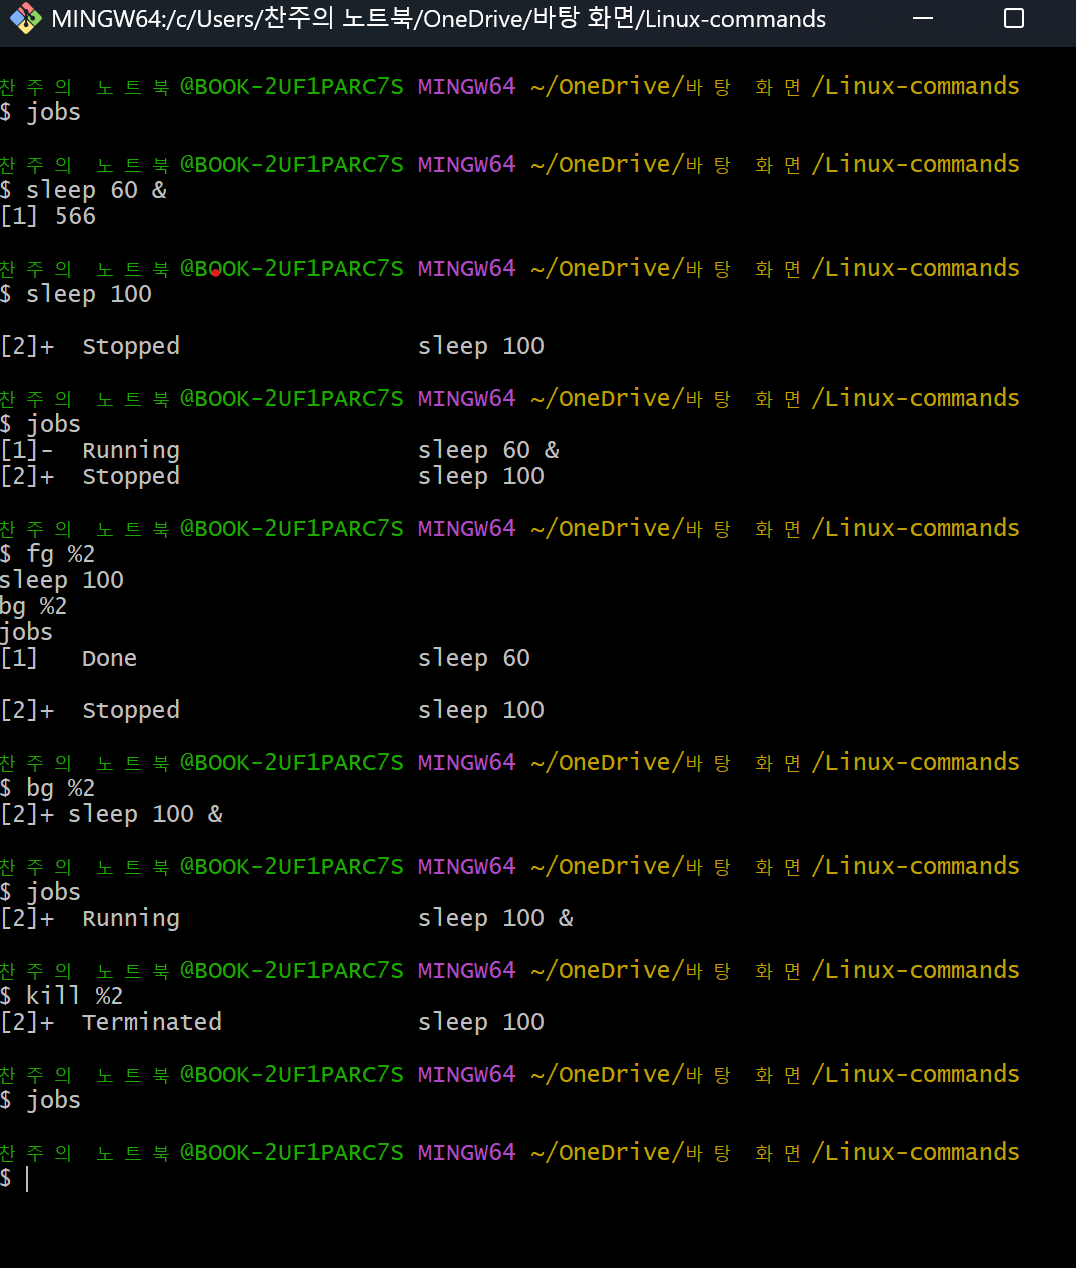 MINGW64:/c/Users/찬주의 노트북/OneDrive/바탕 화면/Linux-commands
찬주의 노트북@BOOK-2UF1PARC7S MINGW64 ~/OneDrive/바탕 화면/Linux-commands
$ jobs
찬주의 노트북@BOOK-2UF1PARC7S MINGW64 ~/OneDrive/바탕 화면/Linux-commands
$ sleep 60 &
[1] 566
찬주의 노트북@BOOK-2UF1PARC7S MINGW64 ~/OneDrive/바탕 화면/Linux-commands
$ sleep 100
[2]+  Stopped                 sleep 100
찬주의 노트북@BOOK-2UF1PARC7S MINGW64 ~/OneDrive/바탕 화면/Linux-commands
$ jobs
[1]-  Running                 sleep 60 &
[2]+  Stopped                 sleep 100
찬주의 노트북@BOOK-2UF1PARC7S MINGW64 ~/OneDrive/바탕 화면/Linux-commands
$ fg %2
sleep 100
bg %2
jobs
[1]   Done                    sleep 60
[2]+  Stopped                 sleep 100
찬주의 노트북@BOOK-2UF1PARC7S MINGW64 ~/OneDrive/바탕 화면/Linux-commands
$ bg %2
[2]+ sleep 100 &
찬주의 노트북@BOOK-2UF1PARC7S MINGW64 ~/OneDrive/바탕 화면/Linux-commands
$ jobs
[2]+  Running                 sleep 100 &
찬주의 노트북@BOOK-2UF1PARC7S MINGW64 ~/OneDrive/바탕 화면/Linux-commands
$ kill %2
[2]+  Terminated              sleep 100
찬주의 노트북@BOOK-2UF1PARC7S MINGW64 ~/OneDrive/바탕 화면/Linux-commands
$ jobs
찬주의 노트북@BOOK-2UF1PARC7S MINGW64 ~/OneDrive/바탕 화면/Linux-commands
$